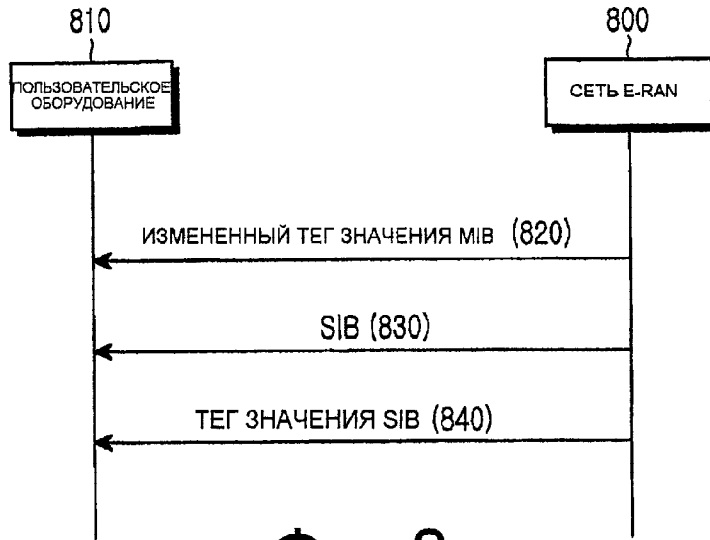 810
800
ПОЛЬЗОВАТЕЛЬСКОЕ
ОБОРУДОВАНИЕ
СЕТЬ E-RAN
ИЗМЕНЕННЫЙ ТЕГ ЗНАЧЕНИЯ MIB (820)
SIB (830)
ТЕГ ЗНАЧЕНИЯ SIB (840)